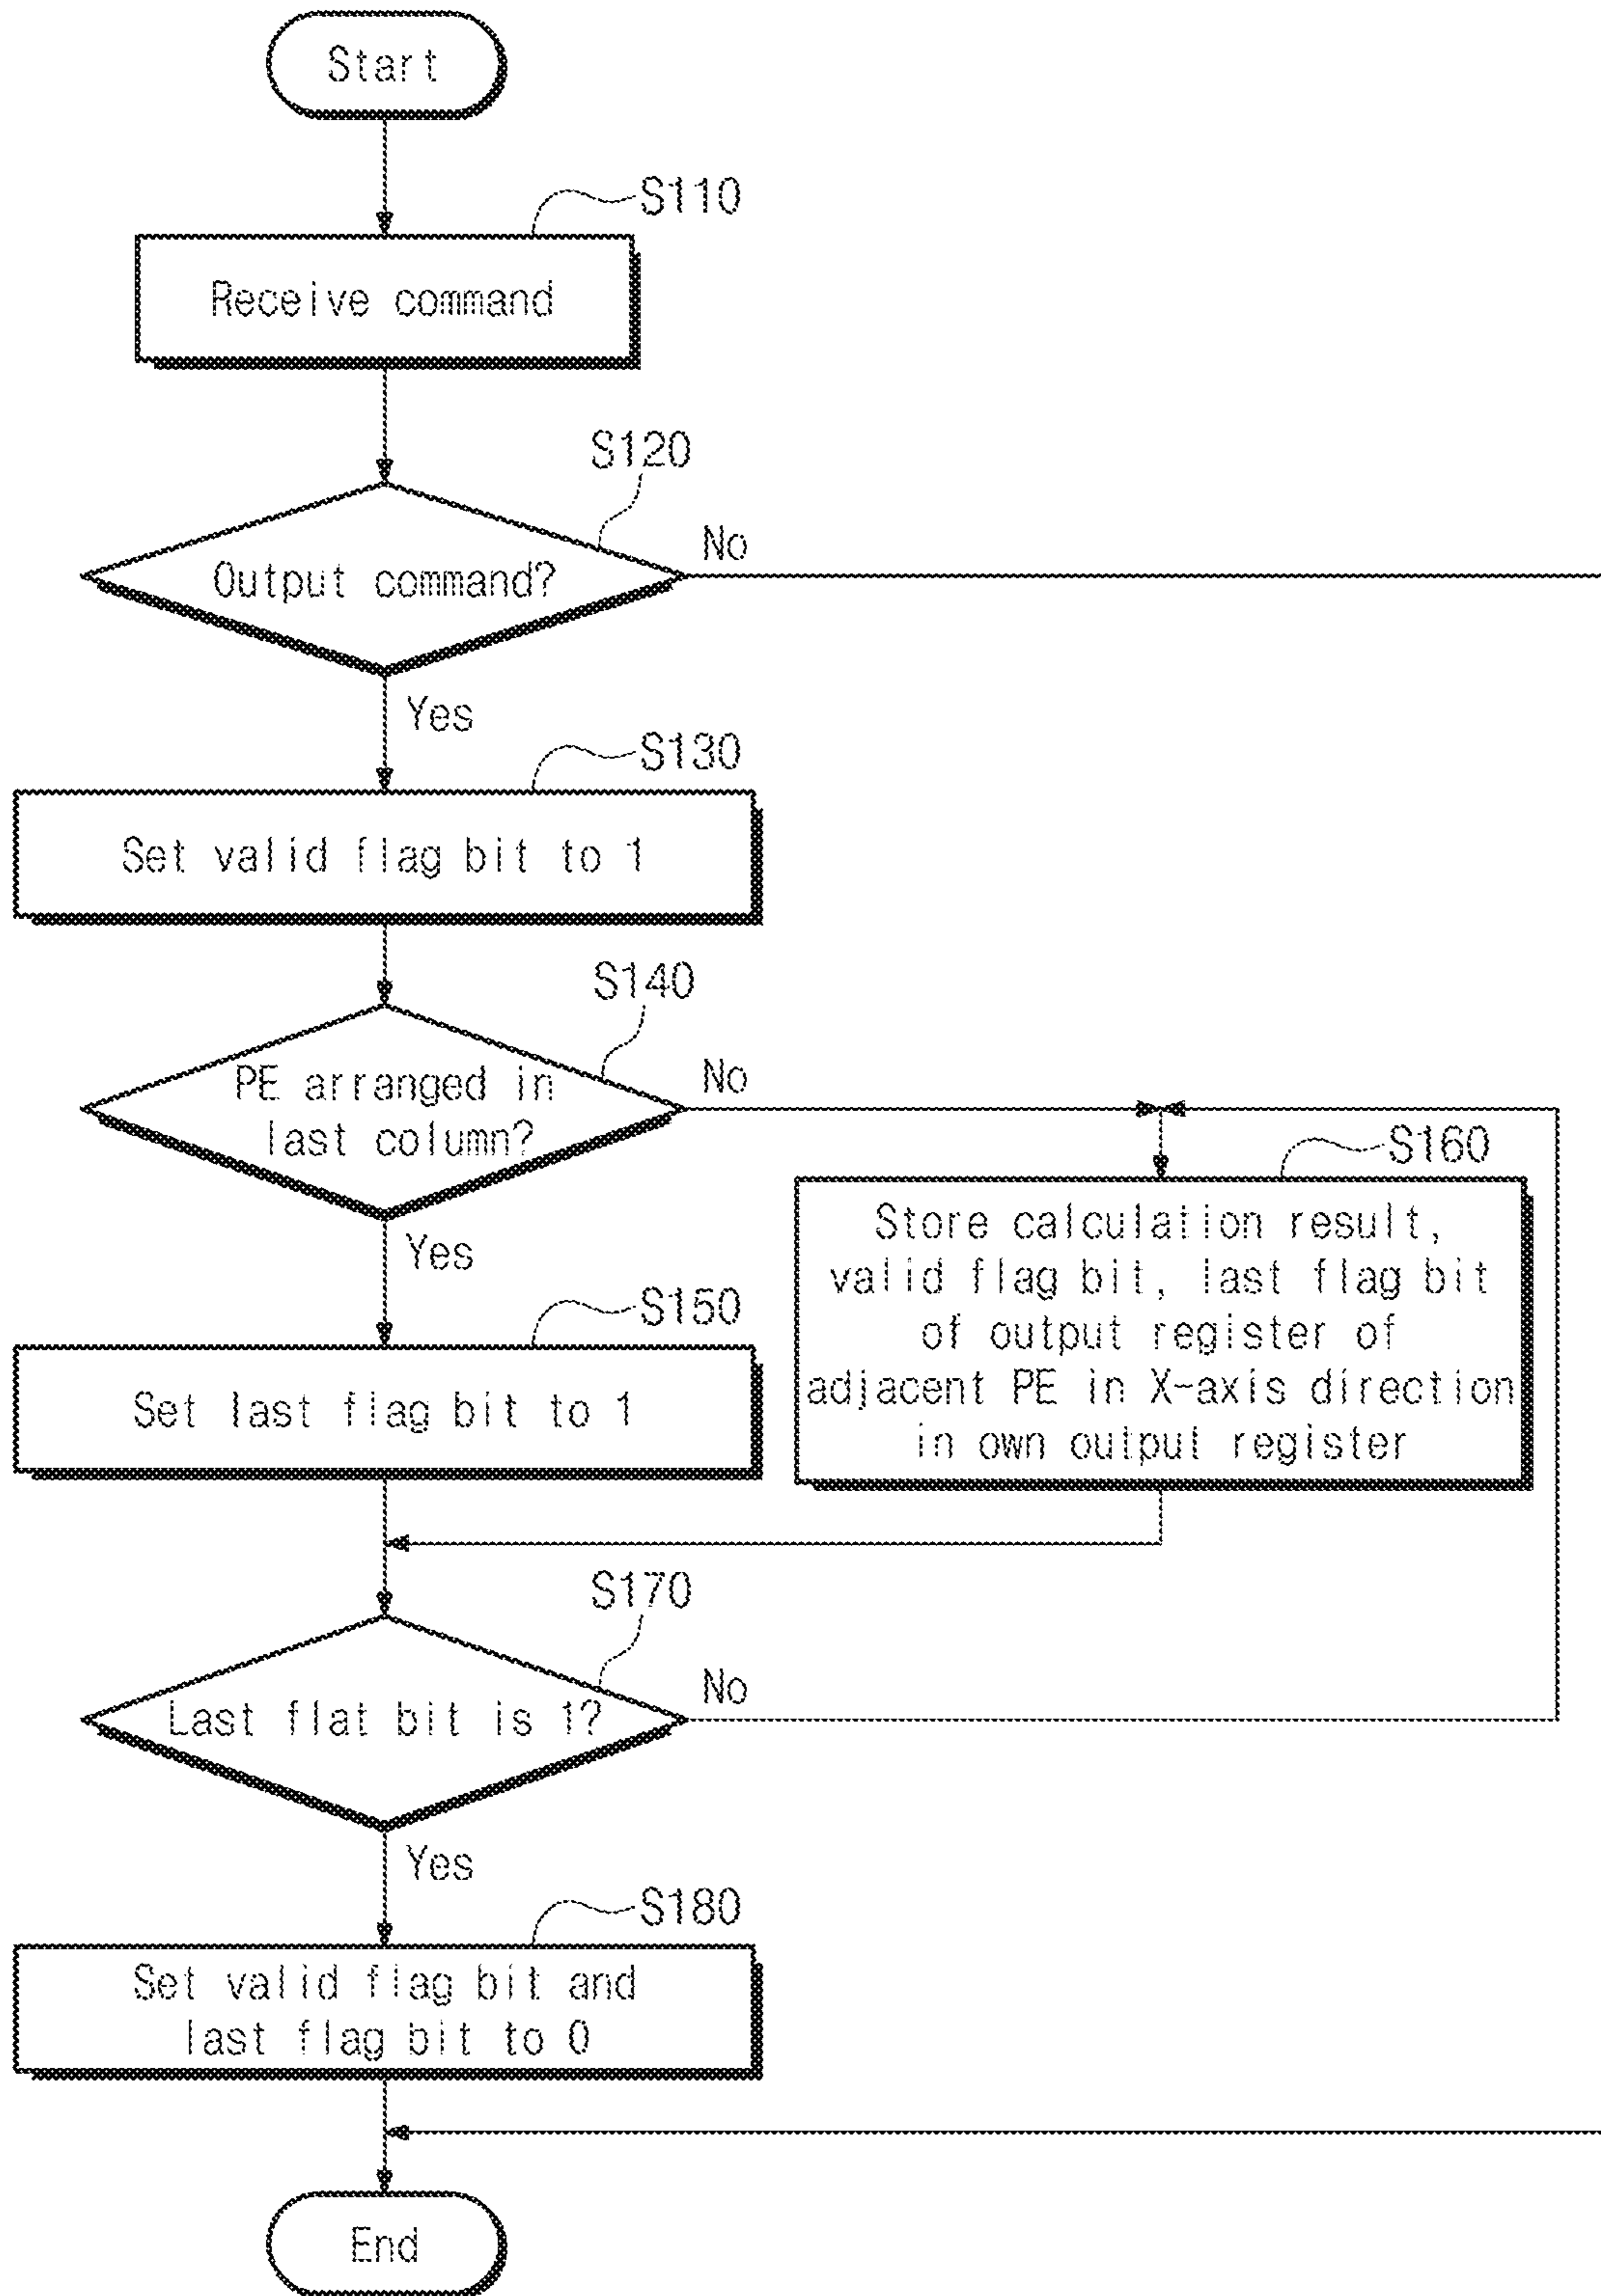 Start
S110
Receive command
S120
Output command?
No
Yes
S130
Set valid flag bit to 1
S140
PE arranged in
last column?
No
Yes
S150
Set last flag bit to 1
S160
Store calculation result,
valid flag bit, last flag bit
of output register of
adjacent PE in X-axis direction
in own output register
S170
Last flat bit is 1?
No
Yes
S180
Set valid flag bit and
last flag bit to 0
End